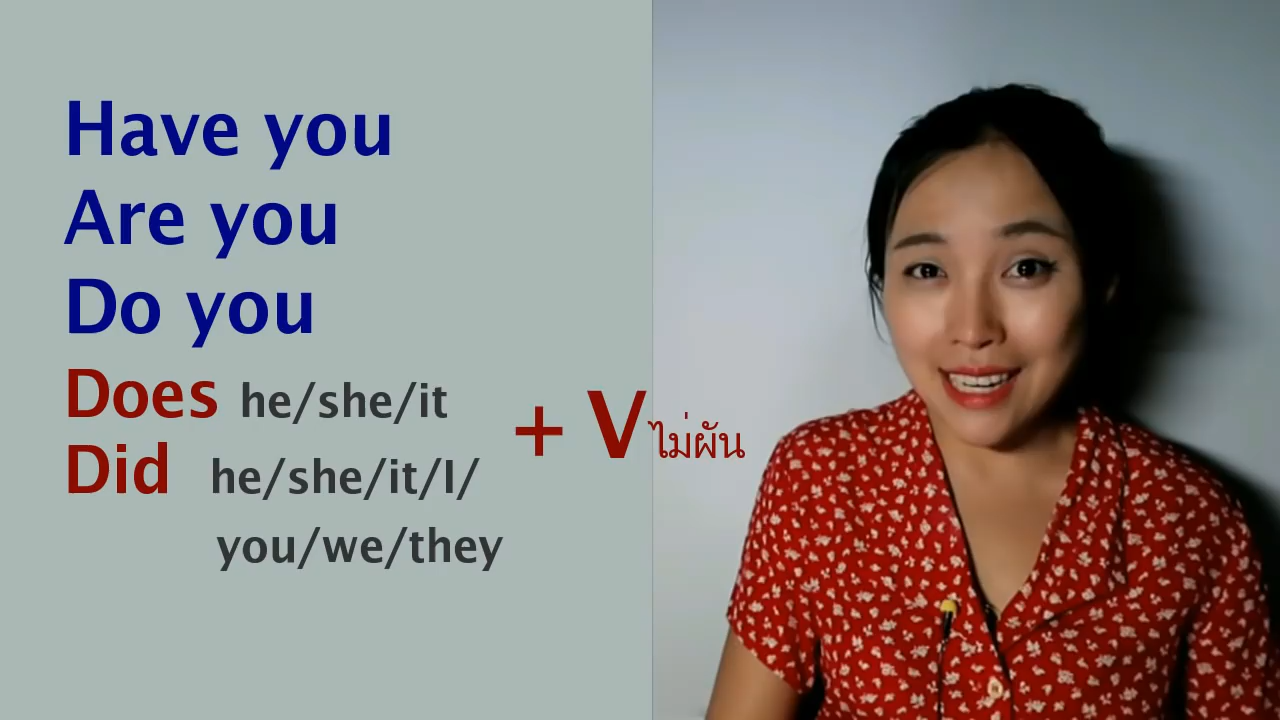 Have you
Are you
Do you
Does he/she/it
+ V ไม่ผัน
Did he/she/it/I/
you/we/they